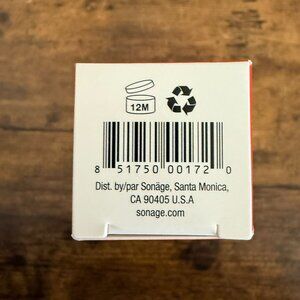 12M
8 51750 00172 0
Dist. by/par Sonäge, Santa Monica,
CA 90405 U.S.A
sonage.com